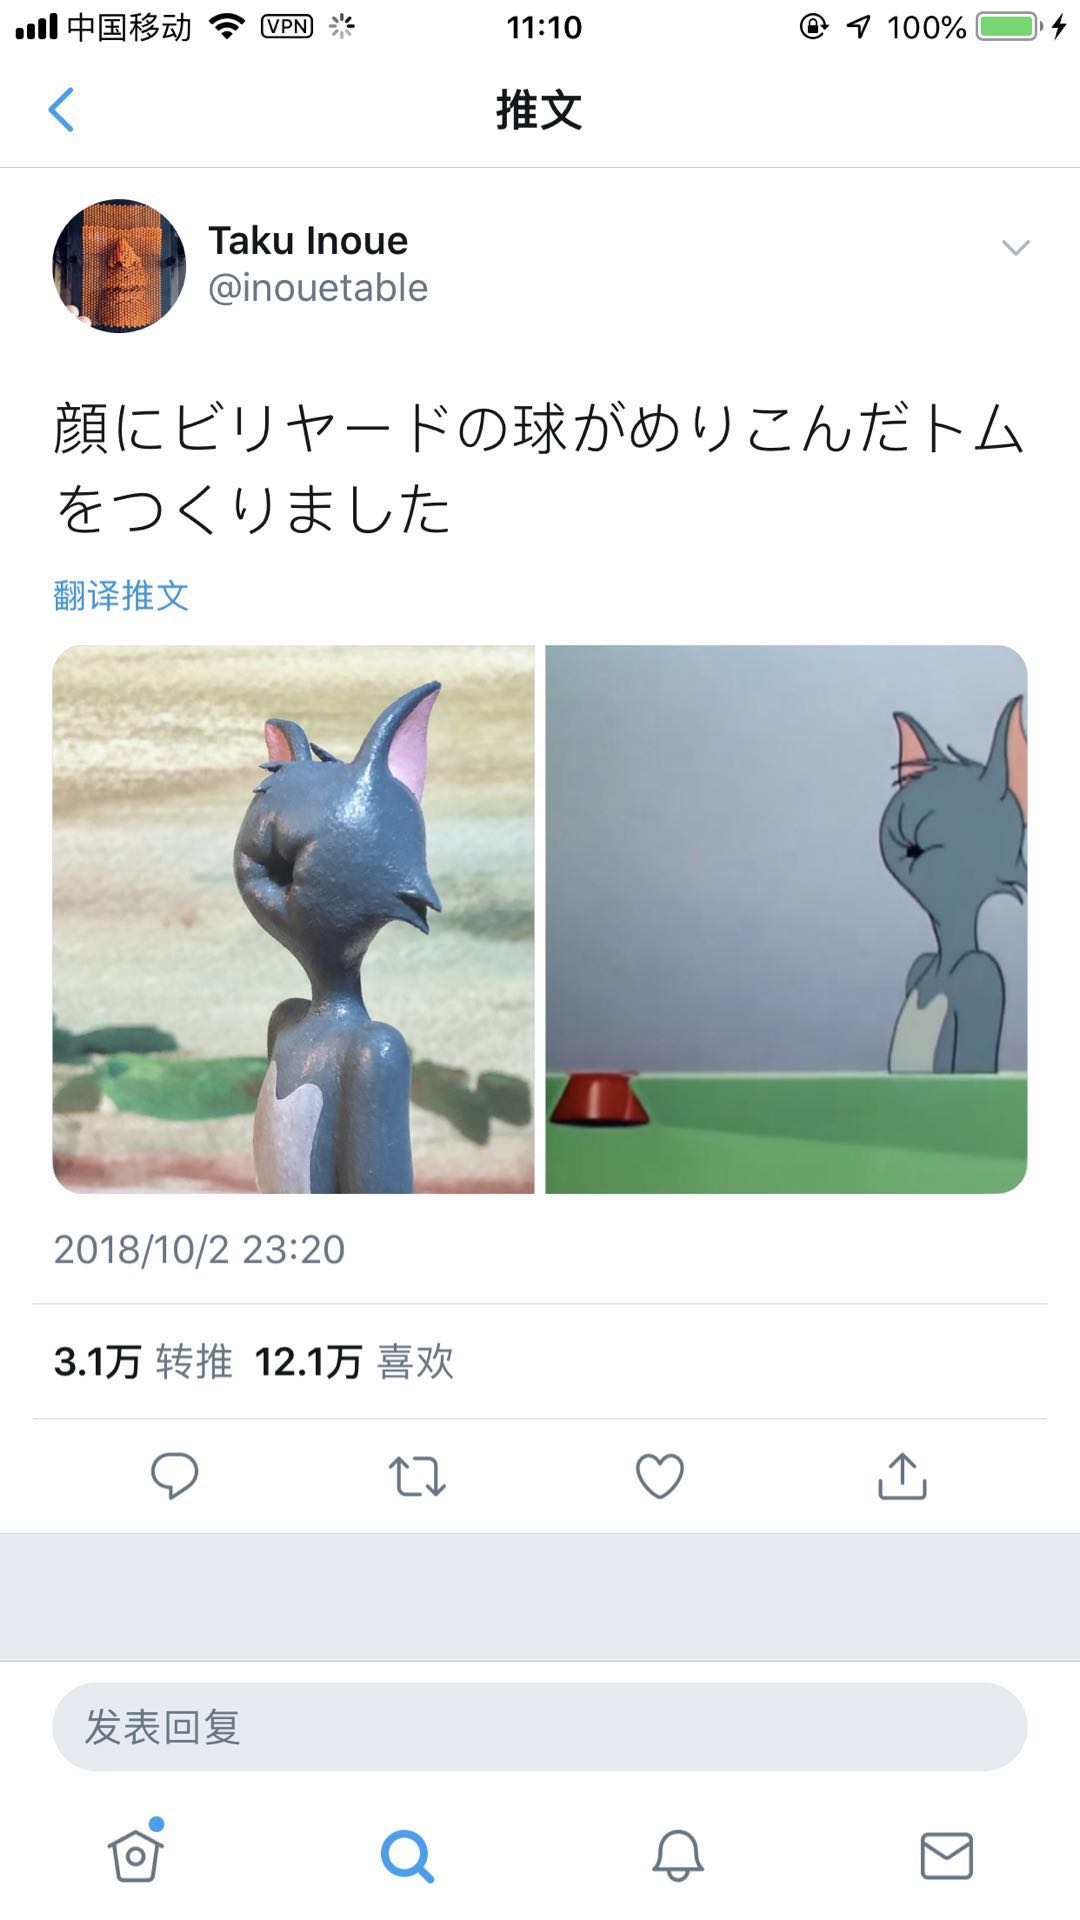 中国移动 VPN 11:10 100%
推文
Taku Inoue
@inouetable
顔にビリヤードの球がめりこんだトム
をつくりました
翻译推文
2018/10/2 23:20
3.1万 转推 12.1万 喜欢
发表回复